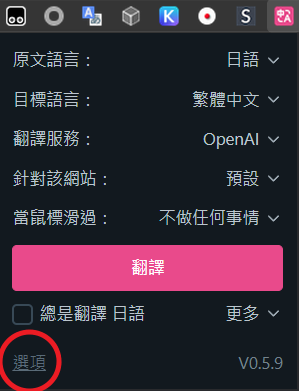 原文語言： 日語
目標語言： 繁體中文
翻譯服務： OpenAI
針對該網站： 預設
當鼠標滑過： 不做任何事情
翻譯
總是翻譯 日語 更多
選項 V0.5.9